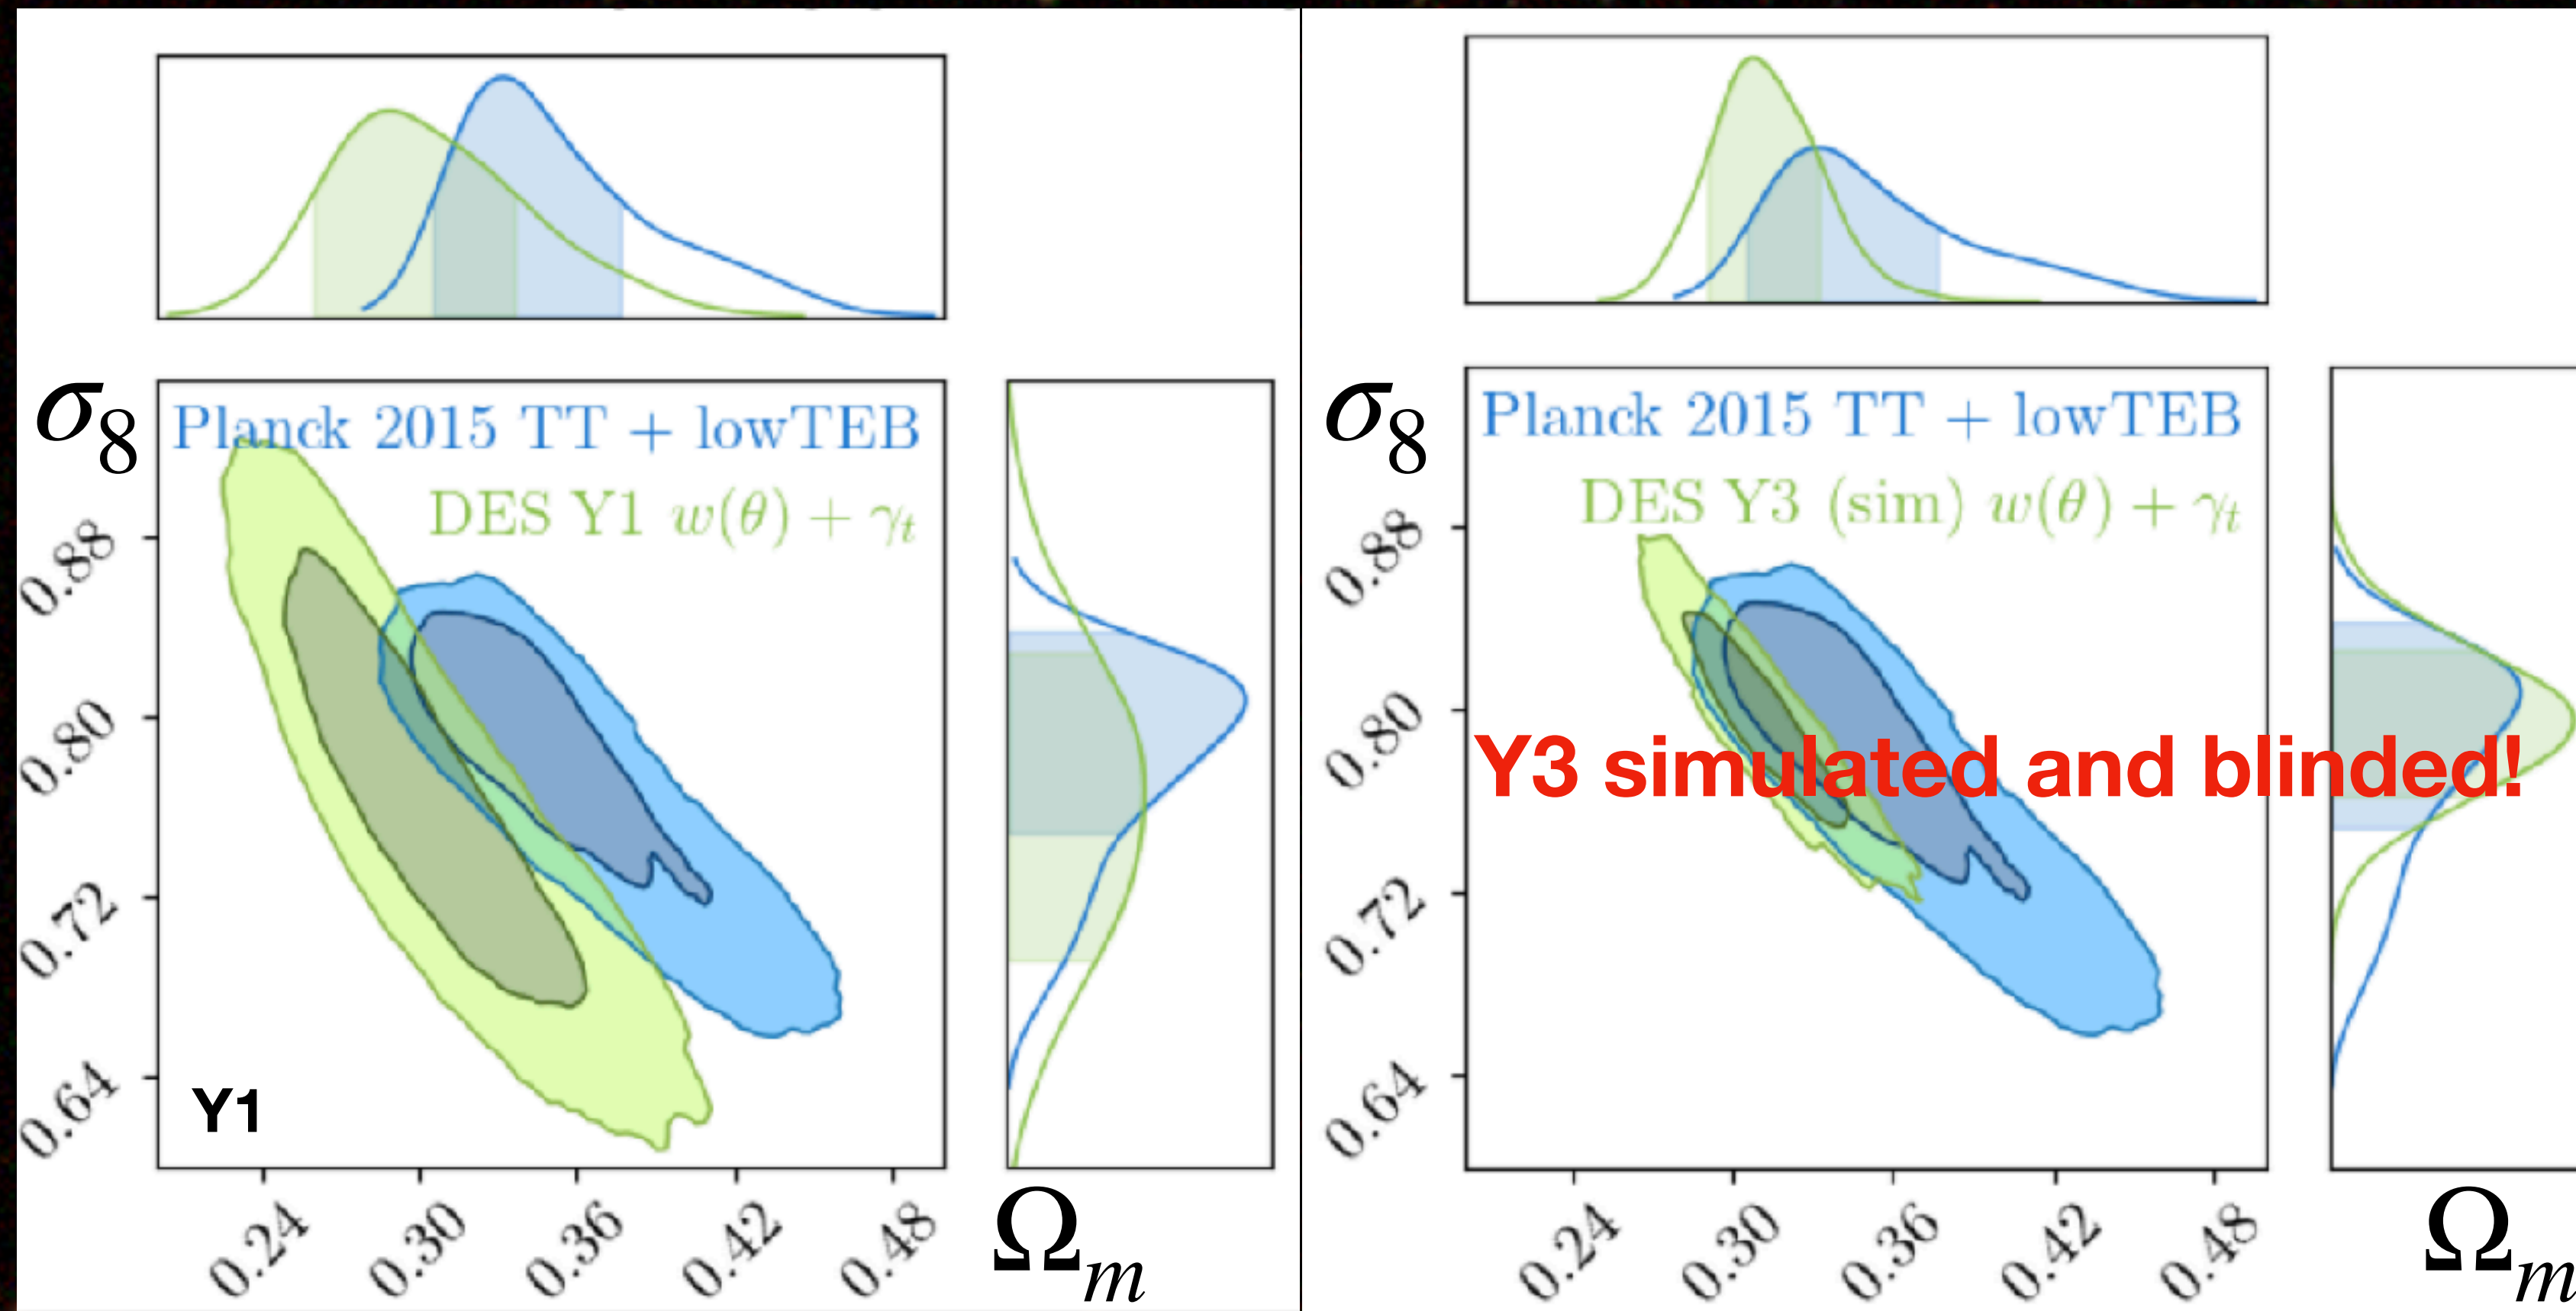 σ8
Planck 2015 TT + lowTEB
DES Y1 w(θ) + γt
0.88
0.80
0.72
0.64
Y1
0.24
0.30
0.36
0.42
0.48
Ωm
σ8
Planck 2015 TT + lowTEB
DES Y3 (sim) w(θ) + γt
0.88
0.80
Y3 simulated and blinded!
0.72
0.64
0.24
0.30
0.36
0.42
0.48
Ωm